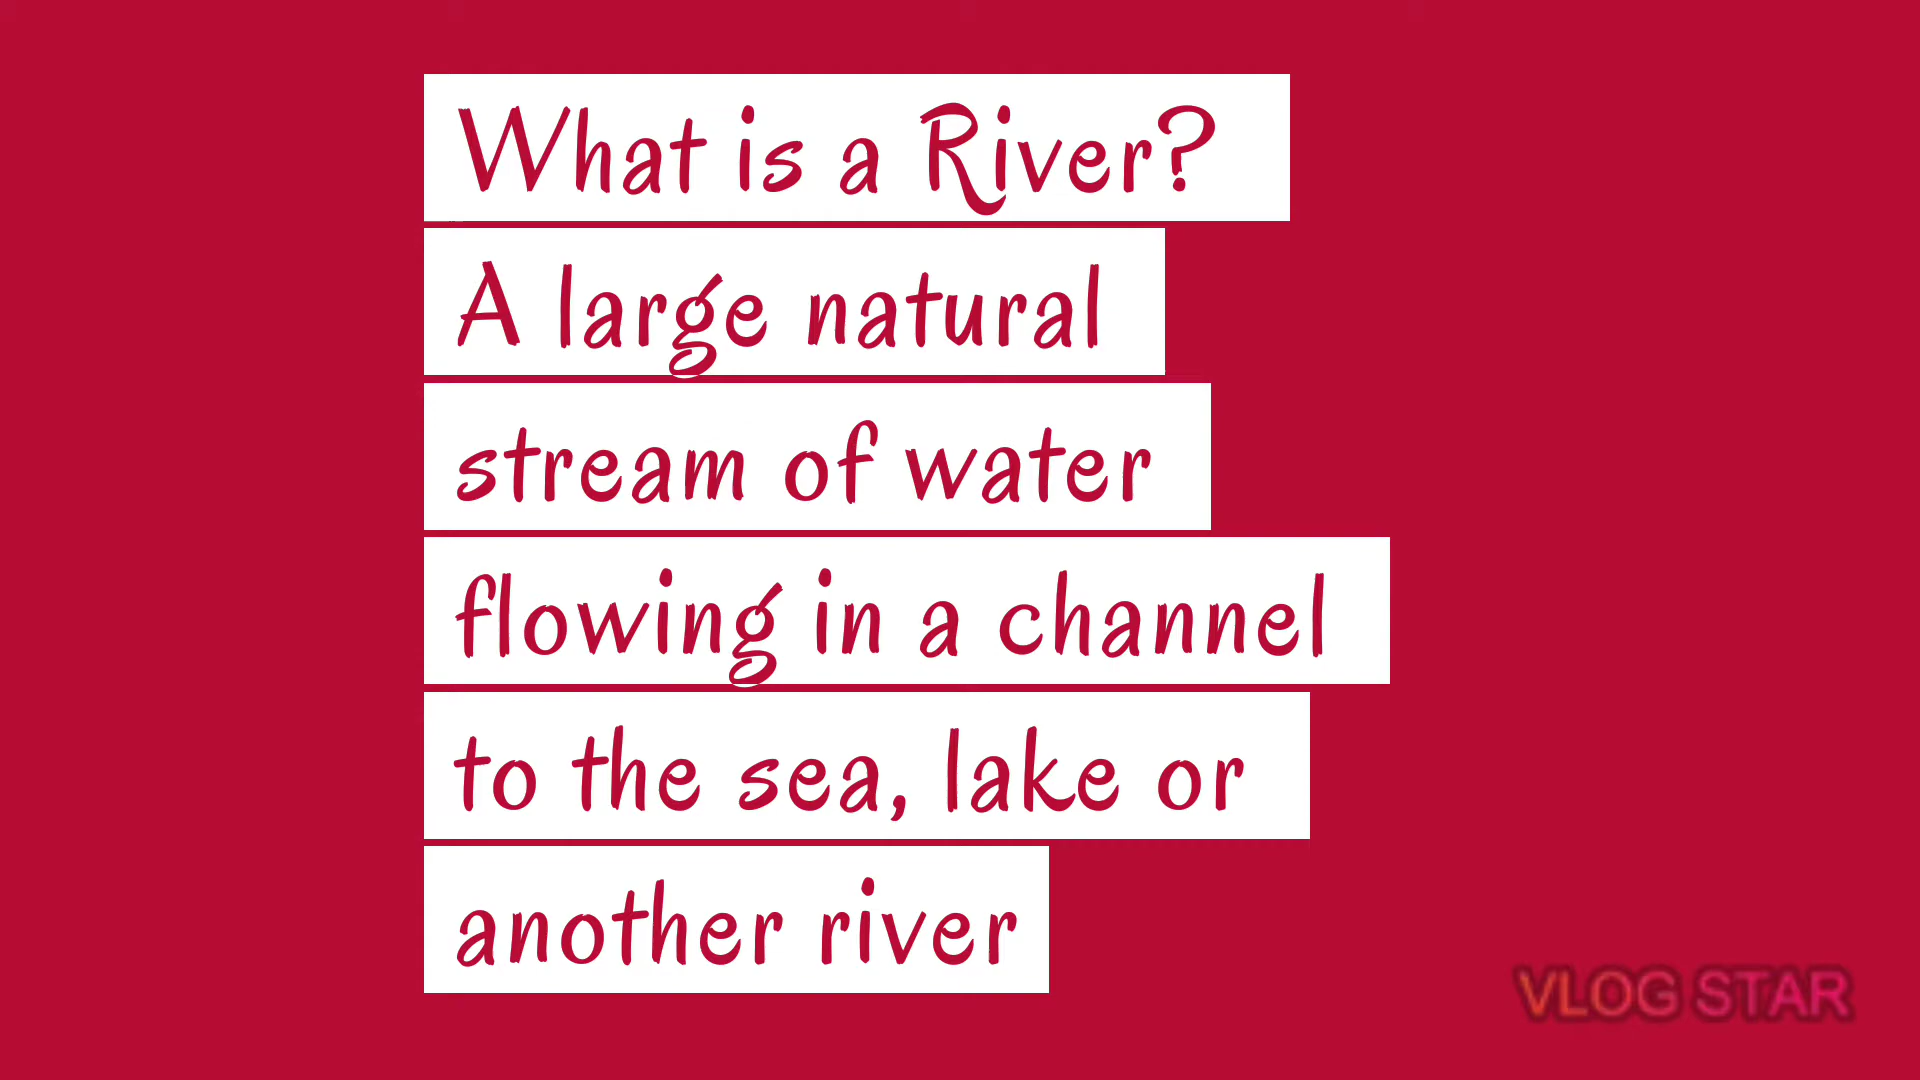 What is a River?
A large natural
stream of water
flowing in a channel
to the sea, lake or
another river
VLOG STAR